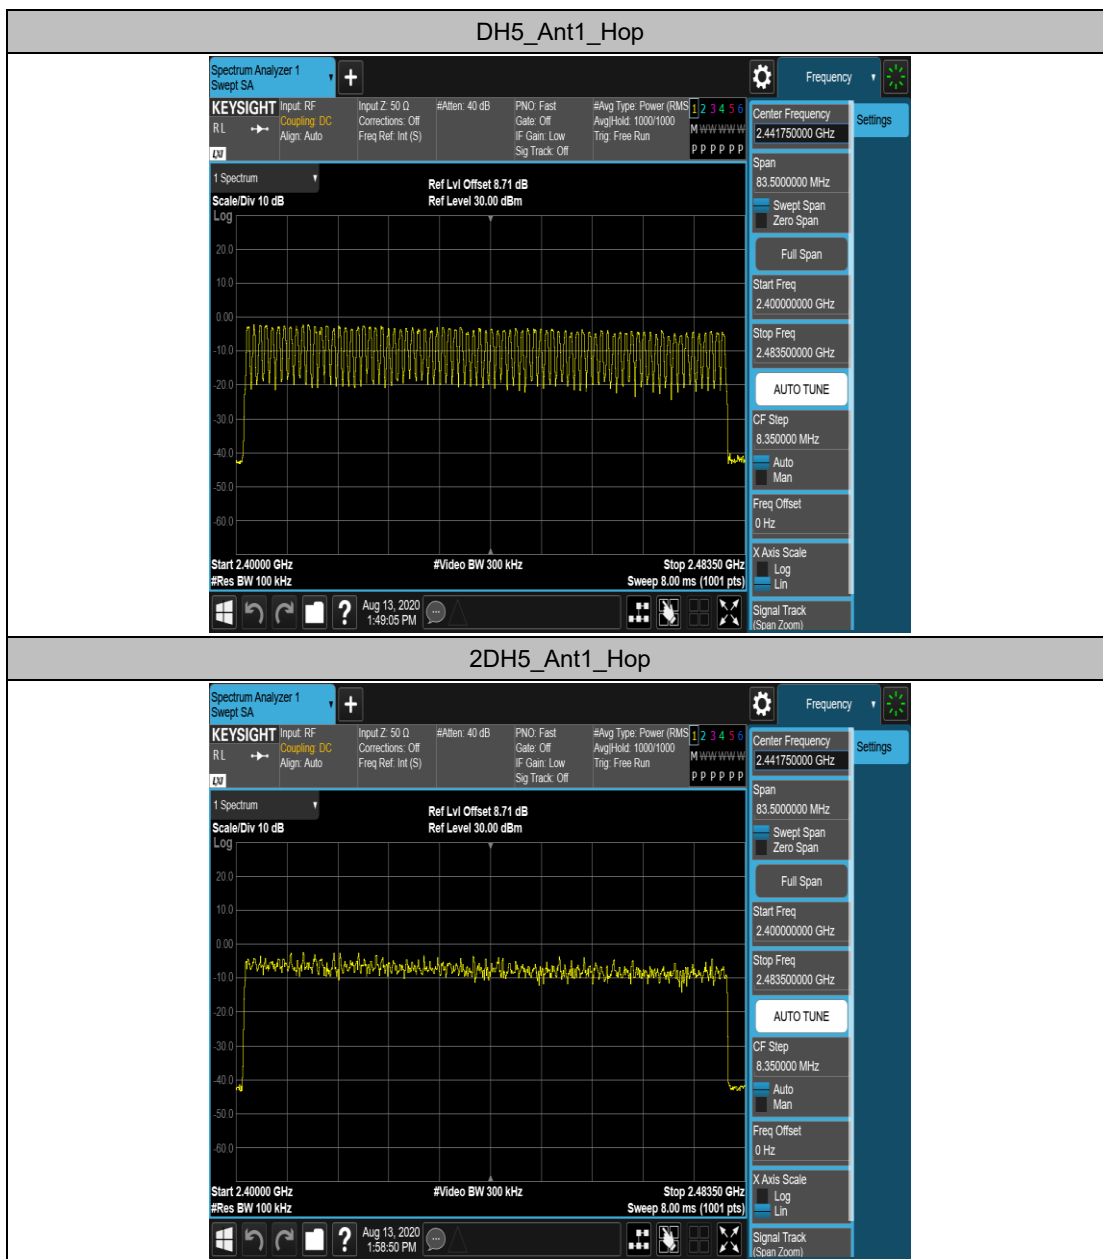 DH5_Ant1_Hop
Spectrum Analyzer 1
Swept SA
+
Frequency
KEYSIGHT Input: RF Input Z: 50 Ω #Atten: 40 dB PNO: Fast #Avg Type: Power (RMS 1 2 3 4 5 6
RL Coupling: DC Corrections: Off Gate: Off Avg|Hold: 1000/1000 M W W W W W
Align: Auto Freq Ref: Int (S) IF Gain: Low Trig: Free Run
LXI Sig Track: Off P P P P P P
Center Frequency
2.441750000 GHz
Settings
Span
83.5000000 MHz
Swept Span
Zero Span
Full Span
Start Freq
2.400000000 GHz
Stop Freq
2.483500000 GHz
AUTO TUNE
CF Step
8.350000 MHz
Auto
Man
Freq Offset
0 Hz
X Axis Scale
Log
Lin
Signal Track
(Span Zoom)
1 Spectrum
Ref Lvl Offset 8.71 dB
Scale/Div 10 dB Ref Level 30.00 dBm
Log
20.0
10.0
0.00
-10.0
-20.0
-30.0
-40.0
-50.0
-60.0
Start 2.40000 GHz #Video BW 300 kHz Stop 2.48350 GHz
#Res BW 100 kHz Sweep 8.00 ms (1001 pts)
? Aug 13, 2020
1:49:05 PM
2DH5_Ant1_Hop
Spectrum Analyzer 1
Swept SA
+
Frequency
KEYSIGHT Input: RF Input Z: 50 Ω #Atten: 40 dB PNO: Fast #Avg Type: Power (RMS 1 2 3 4 5 6
RL Coupling: DC Corrections: Off Gate: Off Avg|Hold: 1000/1000 M W W W W W
Align: Auto Freq Ref: Int (S) IF Gain: Low Trig: Free Run
LXI Sig Track: Off P P P P P P
Center Frequency
2.441750000 GHz
Settings
Span
83.5000000 MHz
Swept Span
Zero Span
Full Span
Start Freq
2.400000000 GHz
Stop Freq
2.483500000 GHz
AUTO TUNE
CF Step
8.350000 MHz
Auto
Man
Freq Offset
0 Hz
X Axis Scale
Log
Lin
Signal Track
(Span Zoom)
1 Spectrum
Ref Lvl Offset 8.71 dB
Scale/Div 10 dB Ref Level 30.00 dBm
Log
20.0
10.0
0.00
-10.0
-20.0
-30.0
-40.0
-50.0
-60.0
Start 2.40000 GHz #Video BW 300 kHz Stop 2.48350 GHz
#Res BW 100 kHz Sweep 8.00 ms (1001 pts)
? Aug 13, 2020
1:58:50 PM